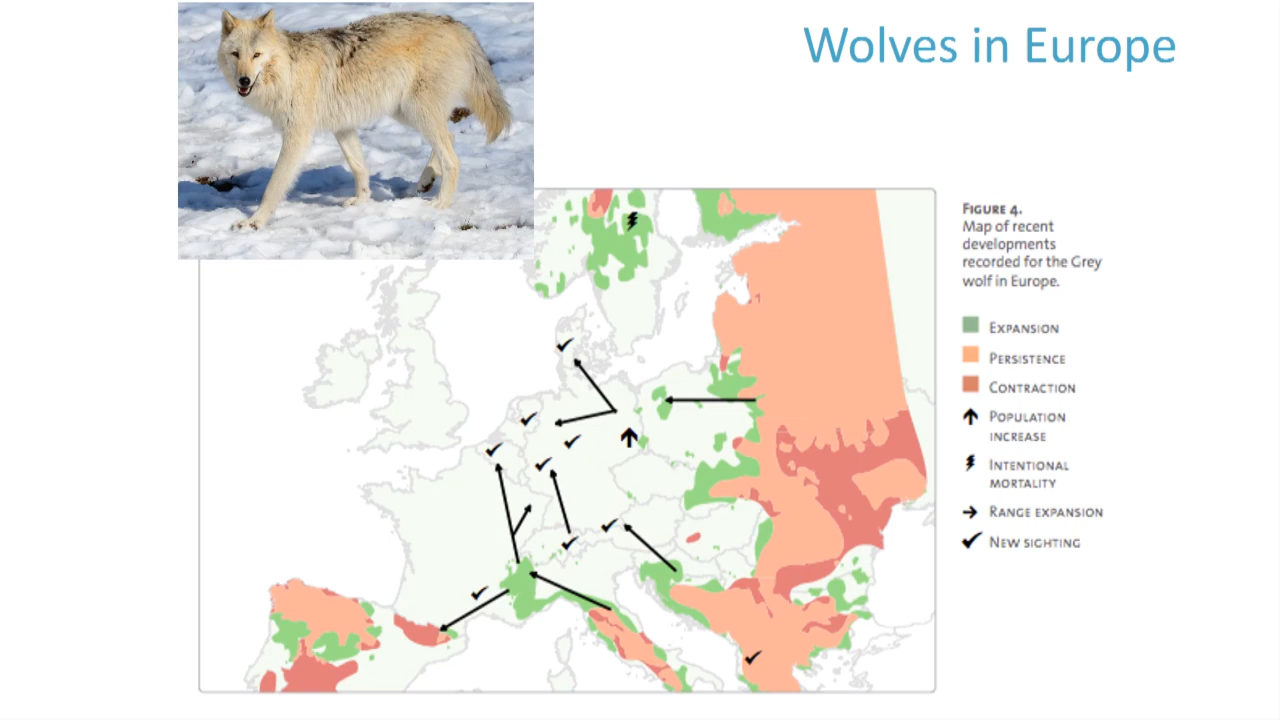 Wolves in Europe
FIGURE 4.
Map of recent
developments
recorded for the Grey
wolf in Europe.
EXPANSION
PERSISTENCE
CONTRACTION
POPULATION
INCREASE
INTENTIONAL
MORTALITY
RANGE EXPANSION
NEW SIGHTING